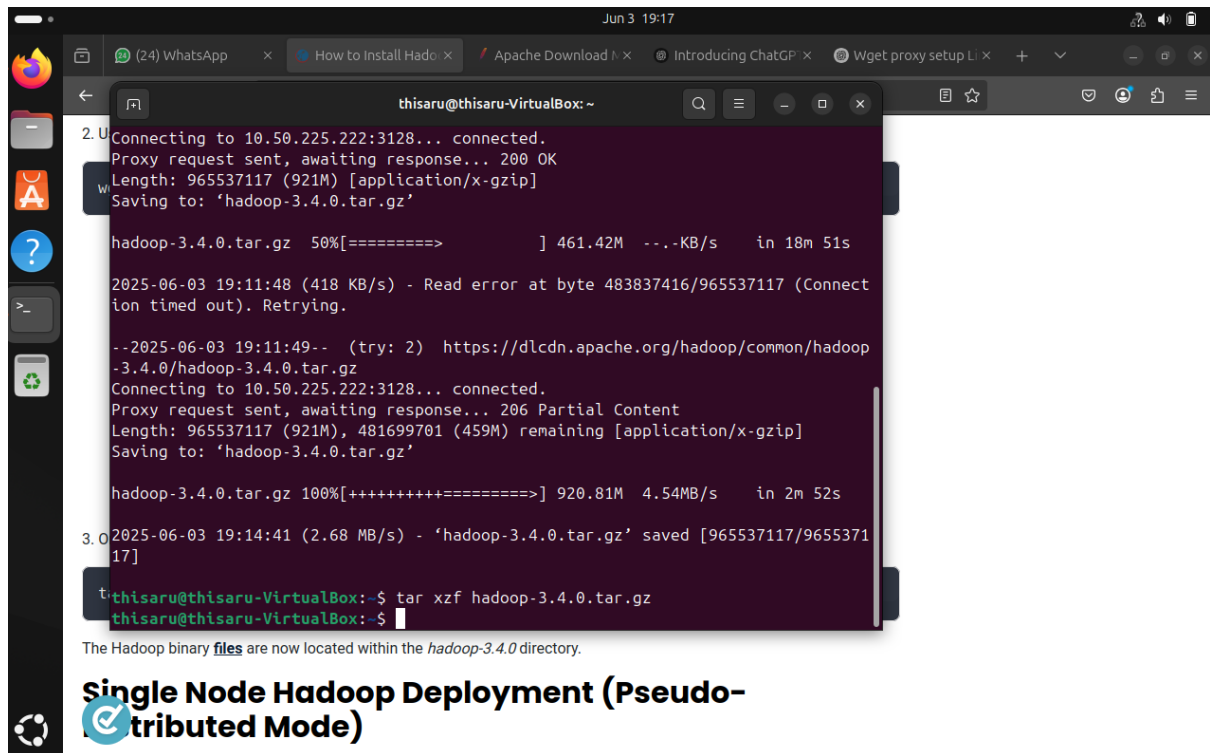 Jun 3 19:17
(24) WhatsApp
How to Install Hado
Apache Download M
Introducing ChatGP
Wget proxy setup Li
thisaru@thisaru-VirtualBox: ~
2. U
Connecting to 10.50.225.222:3128... connected.
Proxy request sent, awaiting response... 200 OK
Length: 965537117 (921M) [application/x-gzip]
Saving to: ‘hadoop-3.4.0.tar.gz’
hadoop-3.4.0.tar.gz 50%[=========> ] 461.42M --.-KB/s in 18m 51s
2025-06-03 19:11:48 (418 KB/s) - Read error at byte 483837416/965537117 (Connect
ion timed out). Retrying.
--2025-06-03 19:11:49-- (try: 2) https://dlcdn.apache.org/hadoop/common/hadoop
-3.4.0/hadoop-3.4.0.tar.gz
Connecting to 10.50.225.222:3128... connected.
Proxy request sent, awaiting response... 206 Partial Content
Length: 965537117 (921M), 481699701 (459M) remaining [application/x-gzip]
Saving to: ‘hadoop-3.4.0.tar.gz’
hadoop-3.4.0.tar.gz 100%[++++++++++=========>] 920.81M 4.54MB/s in 2m 52s
2025-06-03 19:14:41 (2.68 MB/s) - ‘hadoop-3.4.0.tar.gz’ saved [965537117/9655371
17]
3. O
thisaru@thisaru-VirtualBox:~$ tar xzf hadoop-3.4.0.tar.gz
thisaru@thisaru-VirtualBox:~$
The Hadoop binary files are now located within the hadoop-3.4.0 directory.
Single Node Hadoop Deployment (Pseudo-
tributed Mode)